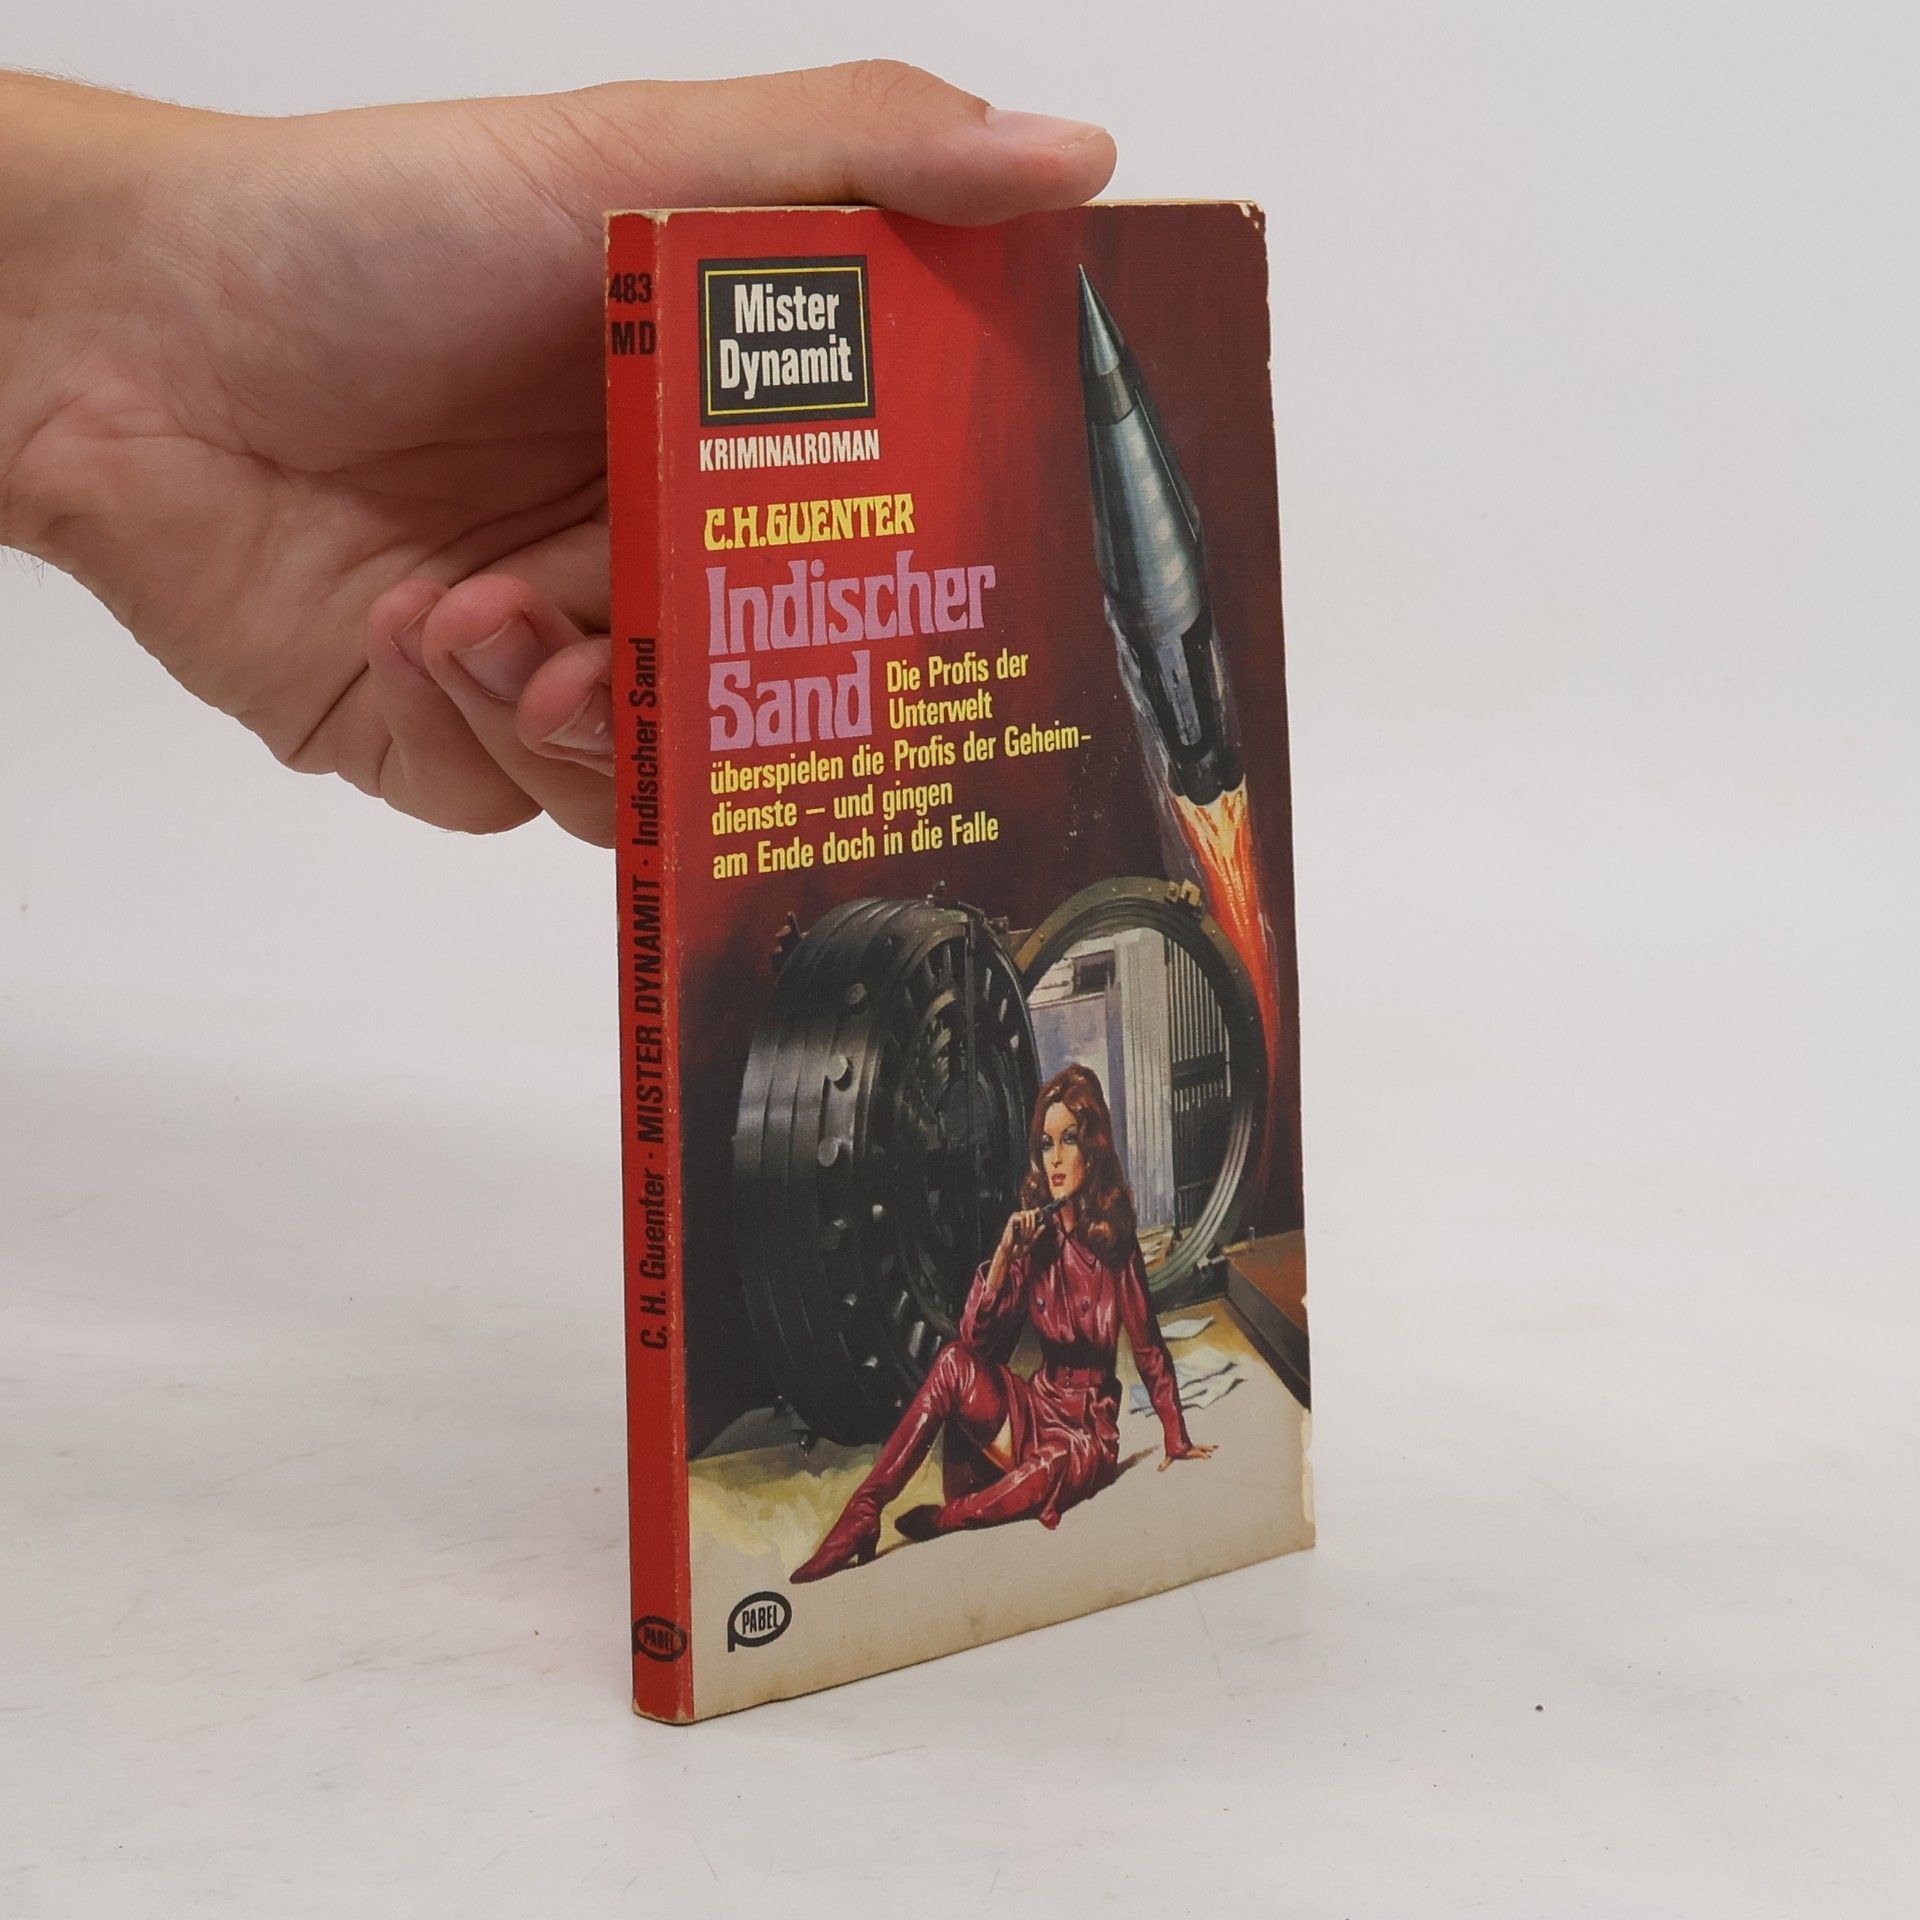 483
MD
C. H. Guenter · MISTER DYNAMIT · Indischer Sand
PABEL
Mister
Dynamit
KRIMINALROMAN
C.H.GUENTER
Indischer
Sand
Die Profis der
Unterwelt
überspielen die Profis der Geheim-
dienste – und gingen
am Ende doch in die Falle
PABEL